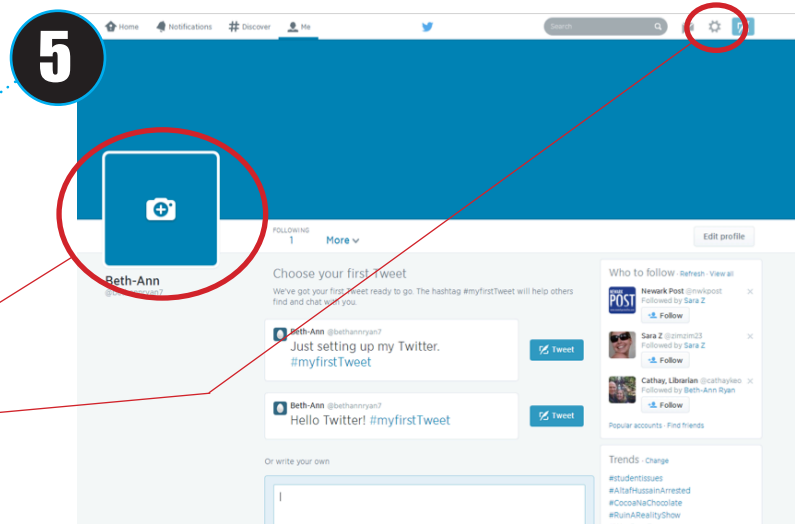 5
Home Notifications # Discover Me Search
FOLLOWING
1 More
Edit profile
Beth-Ann
@bethannryan7
Choose your first Tweet
We've got your first Tweet ready to go. The hashtag #myfirstTweet will help others
find and chat with you.
Beth-Ann @bethannryan7
Just setting up my Twitter.
#myfirstTweet
Tweet
Beth-Ann @bethannryan7
Hello Twitter! #myfirstTweet
Tweet
Or write your own
Who to follow · Refresh · View all
NEWARK
POST
Newark Post @nwkpost
Followed by Sara Z
Follow
Sara Z @zimzim23
Followed by Sara Z
Follow
Cathay, Librarian @cathaykeo
Followed by Beth-Ann Ryan
Follow
Popular accounts · Find friends
Trends · Change
#studentissues
#AltafHussainArrested
#CocoaNaChocolate
#RuinARealityShow